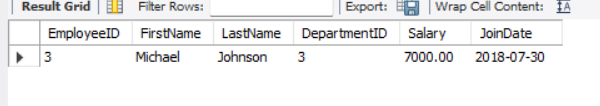 Result Grid Filter Rows: Export: Wrap Cell Content: IA
EmployeeID FirstName LastName DepartmentID Salary JoinDate
3 Michael Johnson 3 7000.00 2018-07-30